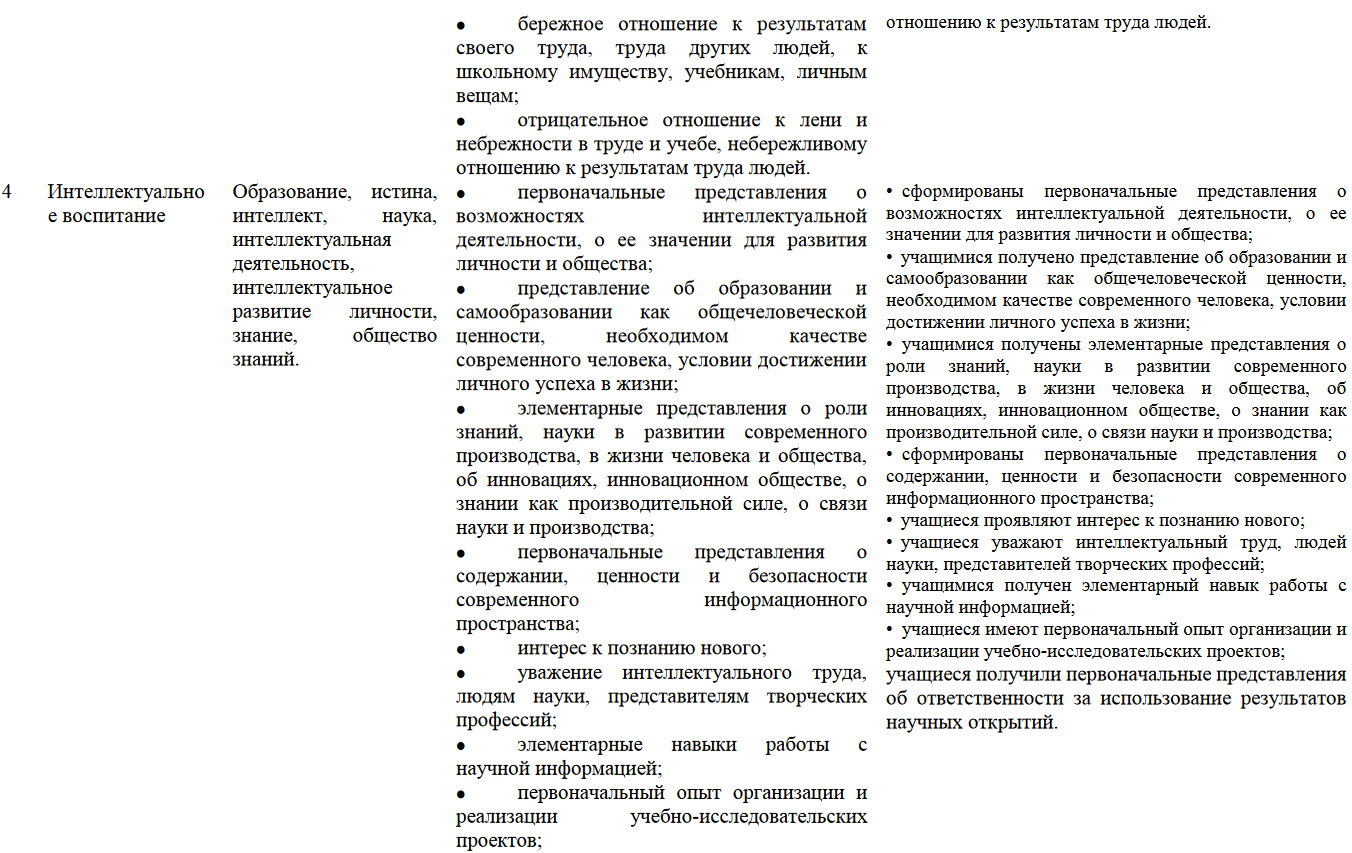 ● бережное отношение к результатам
своего труда, труда других людей, к
школьному имуществу, учебникам, личным
вещам;
● отрицательное отношение к лени и
небрежности в труде и учебе, небережливому
отношению к результатам труда людей.
отношению к результатам труда людей.
4
Интеллектуально
е воспитание
Образование, истина,
интеллект, наука,
интеллектуальная
деятельность,
интеллектуальное
развитие личности,
знание, общество
знаний.
● первоначальные представления о
возможностях интеллектуальной
деятельности, о ее значении для развития
личности и общества;
● представление об образовании и
самообразовании как общечеловеческой
ценности, необходимом качестве
современного человека, условии достижении
личного успеха в жизни;
● элементарные представления о роли
знаний, науки в развитии современного
производства, в жизни человека и общества,
об инновациях, инновационном обществе, о
знании как производительной силе, о связи
науки и производства;
● первоначальные представления о
содержании, ценности и безопасности
современного информационного
пространства;
● интерес к познанию нового;
● уважение интеллектуального труда,
людям науки, представителям творческих
профессий;
● элементарные навыки работы с
научной информацией;
● первоначальный опыт организации и
реализации учебно-исследовательских
проектов;
• сформированы первоначальные представления о
возможностях интеллектуальной деятельности, о ее
значении для развития личности и общества;
• учащимися получено представление об образовании и
самообразовании как общечеловеческой ценности,
необходимом качестве современного человека, условии
достижении личного успеха в жизни;
• учащимися получены элементарные представления о
роли знаний, науки в развитии современного
производства, в жизни человека и общества, об
инновациях, инновационном обществе, о знании как
производительной силе, о связи науки и производства;
• сформированы первоначальные представления о
содержании, ценности и безопасности современного
информационного пространства;
• учащиеся проявляют интерес к познанию нового;
• учащиеся уважают интеллектуальный труд, людей
науки, представителей творческих профессий;
• учащимися получен элементарный навык работы с
научной информацией;
• учащиеся имеют первоначальный опыт организации и
реализации учебно-исследовательских проектов;
учащиеся получили первоначальные представления
об ответственности за использование результатов
научных открытий.